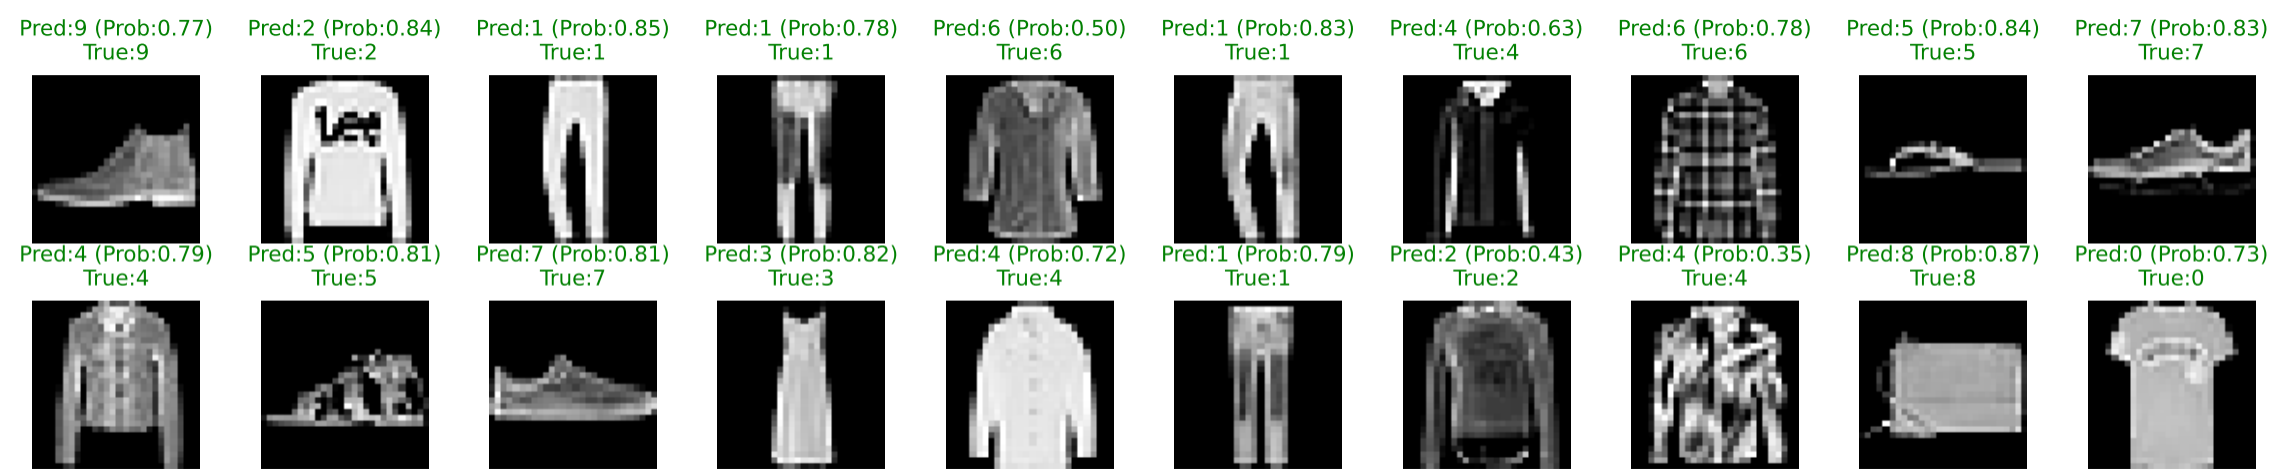 Pred:9 (Prob:0.77) Pred:2 (Prob:0.84) Pred:1 (Prob:0.85) Pred:1 (Prob:0.78) Pred:6 (Prob:0.50) Pred:1 (Prob:0.83) Pred:4 (Prob:0.63) Pred:6 (Prob:0.78) Pred:5 (Prob:0.84) Pred:7 (Prob:0.83)
True:9 True:2 True:1 True:1 True:6 True:1 True:4 True:6 True:5 True:7
Lee
Pred:4 (Prob:0.79) Pred:5 (Prob:0.81) Pred:7 (Prob:0.81) Pred:3 (Prob:0.82) Pred:4 (Prob:0.72) Pred:1 (Prob:0.79) Pred:2 (Prob:0.43) Pred:4 (Prob:0.35) Pred:8 (Prob:0.87) Pred:0 (Prob:0.73)
True:4 True:5 True:7 True:3 True:4 True:1 True:2 True:4 True:8 True:0